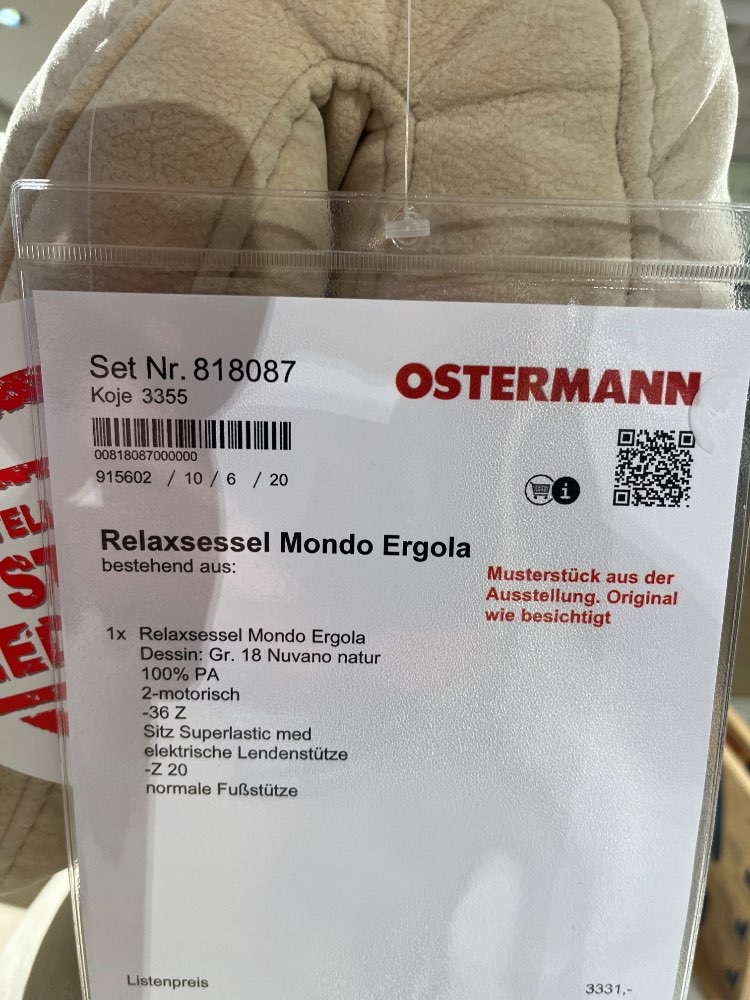 Set Nr. 818087
Koje 3355
OSTERMANN
00818087000000
915602 / 10 / 6 / 20
i
Relaxsessel Mondo Ergola
bestehend aus:
Musterstück aus der
Ausstellung. Original
wie besichtigt
1x Relaxsessel Mondo Ergola
Dessin: Gr. 18 Nuvano natur
100% PA
2-motorisch
-36 Z
Sitz Superlastic med
elektrische Lendenstütze
-Z 20
normale Fußstütze
Listenpreis 3331,-